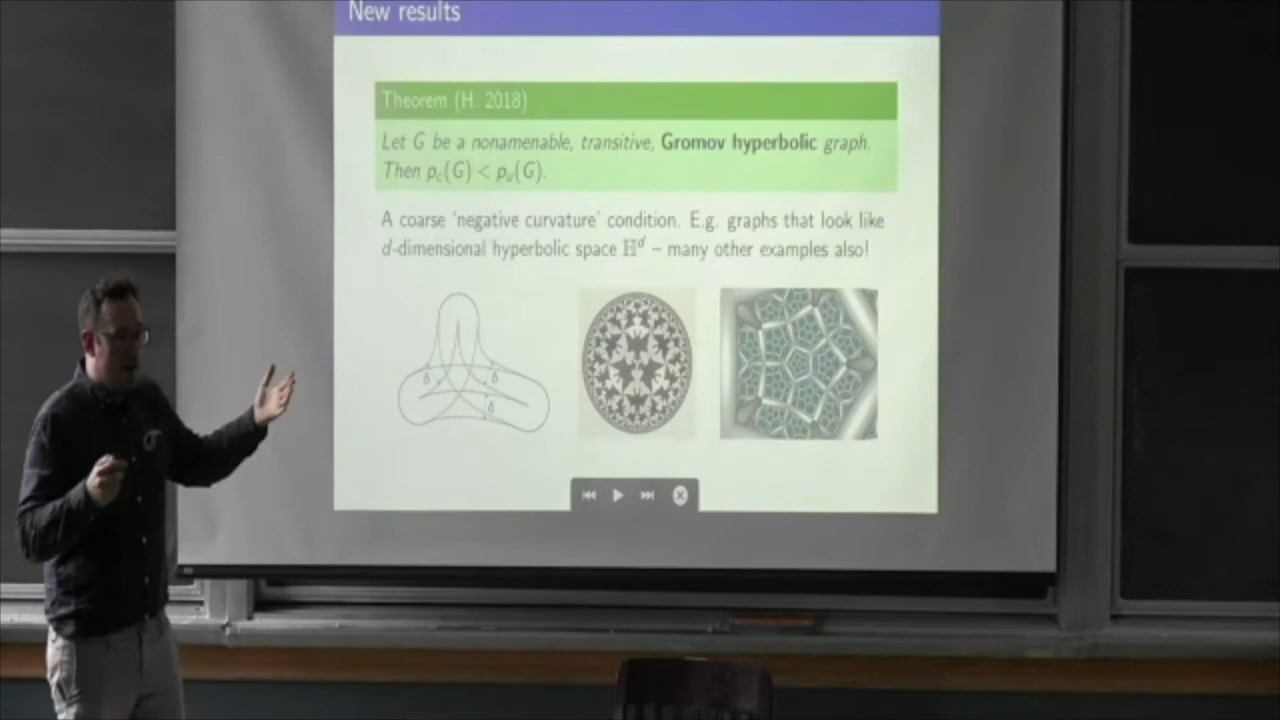 New results
Theorem (H. 2018)
Let G be a nonamenable, transitive, Gromov hyperbolic graph.
Then p_c(G) < p_u(G).
A coarse 'negative curvature' condition. E.g. graphs that look like
d-dimensional hyperbolic space ℍ^d – many other examples also!
δ δ
δ